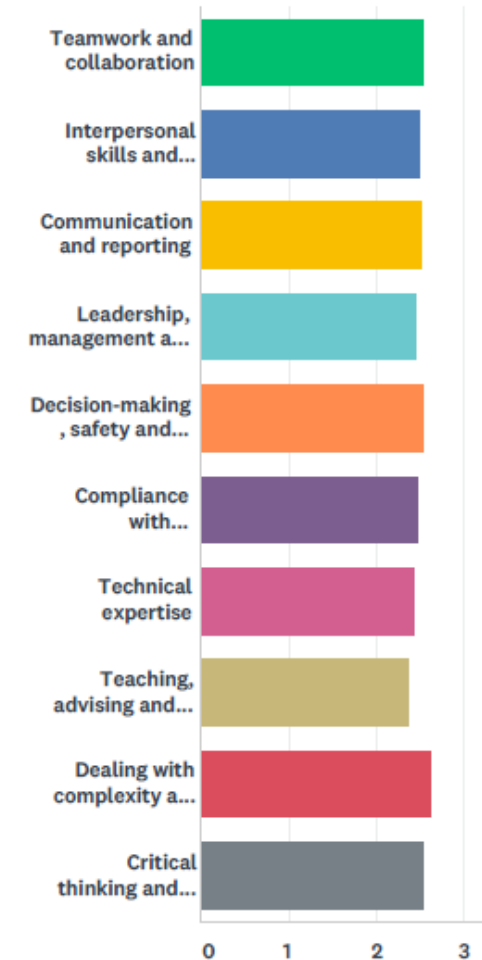 Teamwork and
collaboration
Interpersonal
skills and...
Communication
and reporting
Leadership,
management a...
Decision-making
, safety and...
Compliance
with...
Technical
expertise
Teaching,
advising and...
Dealing with
complexity a...
Critical
thinking and...
0 1 2 3